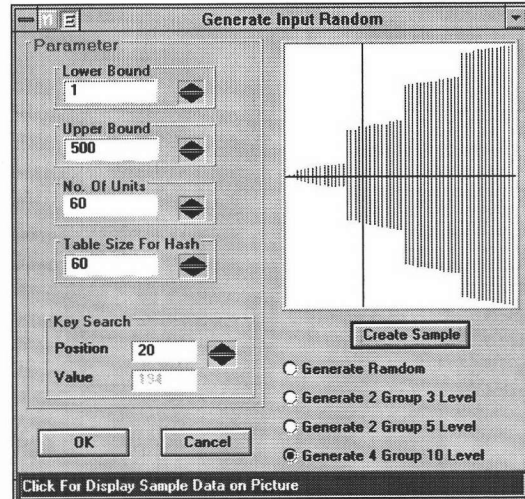 Generate Input Random
Parameter
Lower Bound
1
Upper Bound
500
No. Of Units
60
Table Size For Hash
60
Key Search
Position
20
Value
194
Create Sample
Generate Ramdom
Generate 2 Group 3 Level
Generate 2 Group 5 Level
Generate 4 Group 10 Level
OK
Cancel
Click For Display Sample Data on Picture